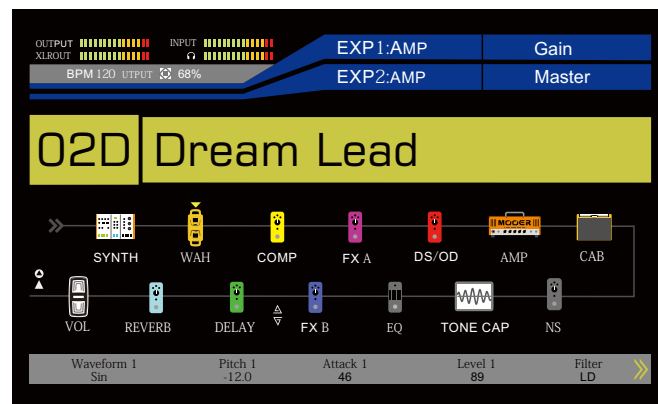 OUTPUT INPUT
XLROUT
BPM 120 UTPUT 68%
EXP1:AMP Gain
EXP2:AMP Master
02D Dream Lead
MOOER
SYNTH WAH COMP FX A DS/OD AMP CAB
VOL REVERB DELAY FX B EQ TONE CAP NS
Waveform 1 Pitch 1 Attack 1 Level 1 Filter
Sin -12.0 46 89 LD